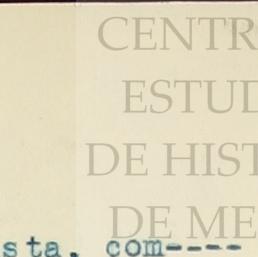 CENTR
ESTUD
DE HIST
DE ME
sta. com----